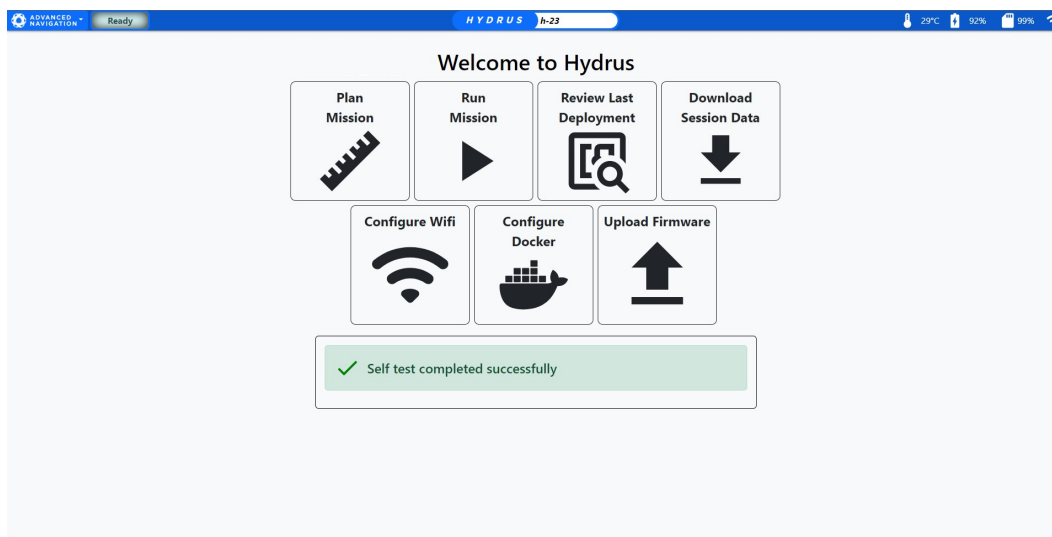 ADVANCED
NAVIGATION
Ready
HYDRUS
h-23
29°C
92%
99%
Welcome to Hydrus
Plan
Mission
Run
Mission
Review Last
Deployment
Download
Session Data
Configure Wifi
Configure
Docker
Upload Firmware
Self test completed successfully